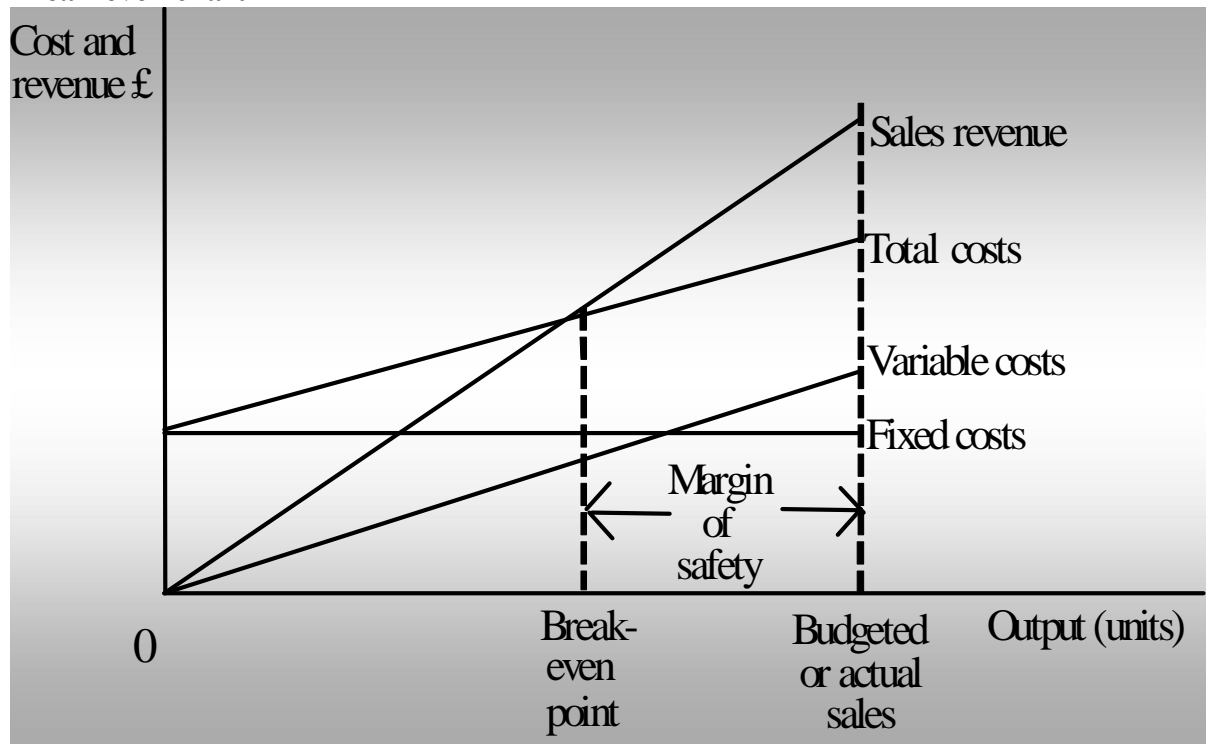 Cost and
revenue £
Sales revenue
Total costs
Variable costs
Fixed costs
Margin
of
safety
0
Break-
even
point
Budgeted
or actual
sales
Output (units)